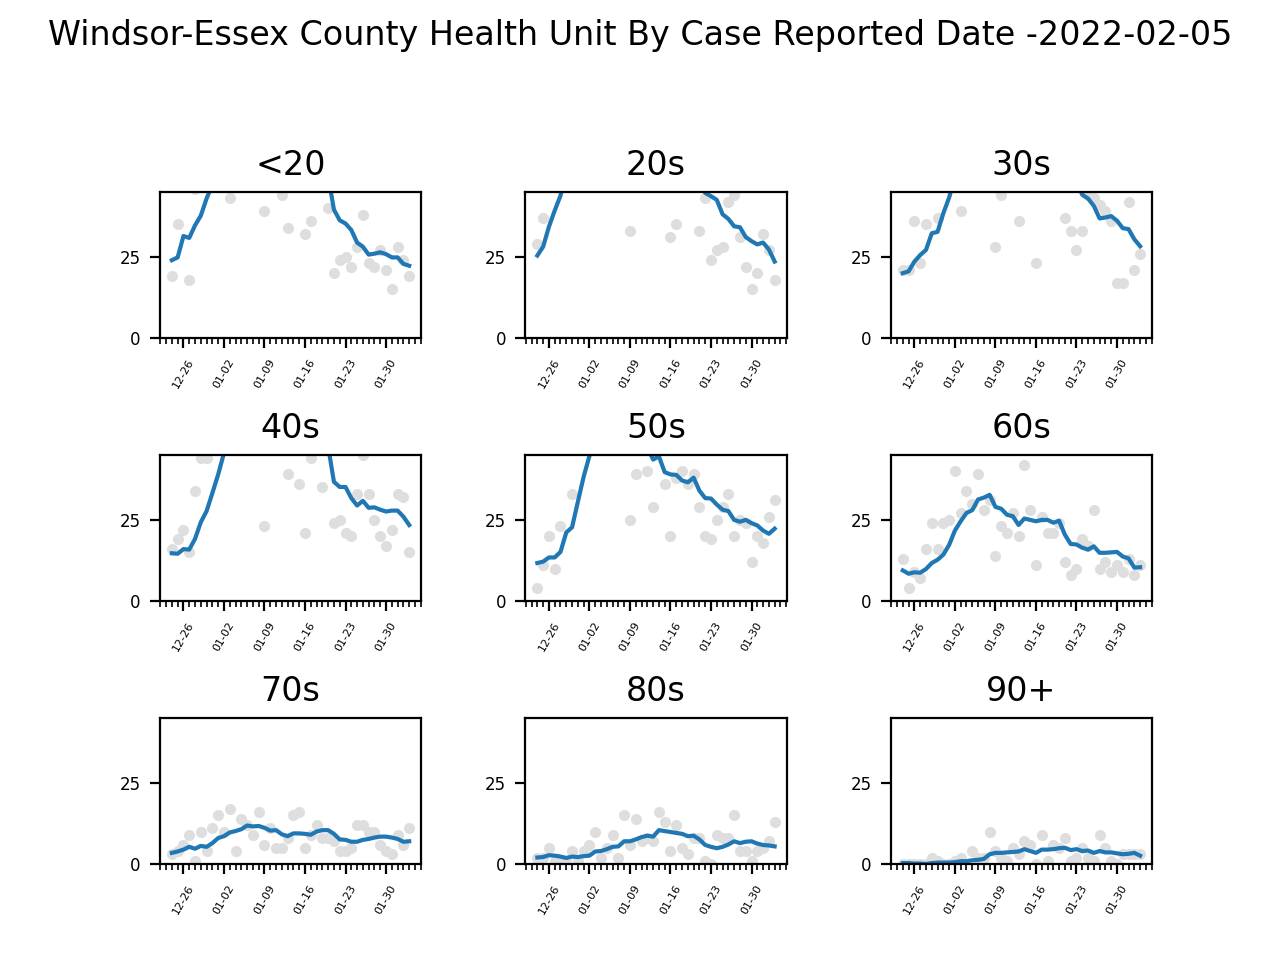 Windsor-Essex County Health Unit By Case Reported Date -2022-02-05
<20 20s 30s
25 25 25
0 0 0
12-26 01-02 01-09 01-16 01-23 01-30 12-26 01-02 01-09 01-16 01-23 01-30 12-26 01-02 01-09 01-16 01-23 01-30
40s 50s 60s
25 25 25
0 0 0
12-26 01-02 01-09 01-16 01-23 01-30 12-26 01-02 01-09 01-16 01-23 01-30 12-26 01-02 01-09 01-16 01-23 01-30
70s 80s 90+
25 25 25
0 0 0
12-26 01-02 01-09 01-16 01-23 01-30 12-26 01-02 01-09 01-16 01-23 01-30 12-26 01-02 01-09 01-16 01-23 01-30